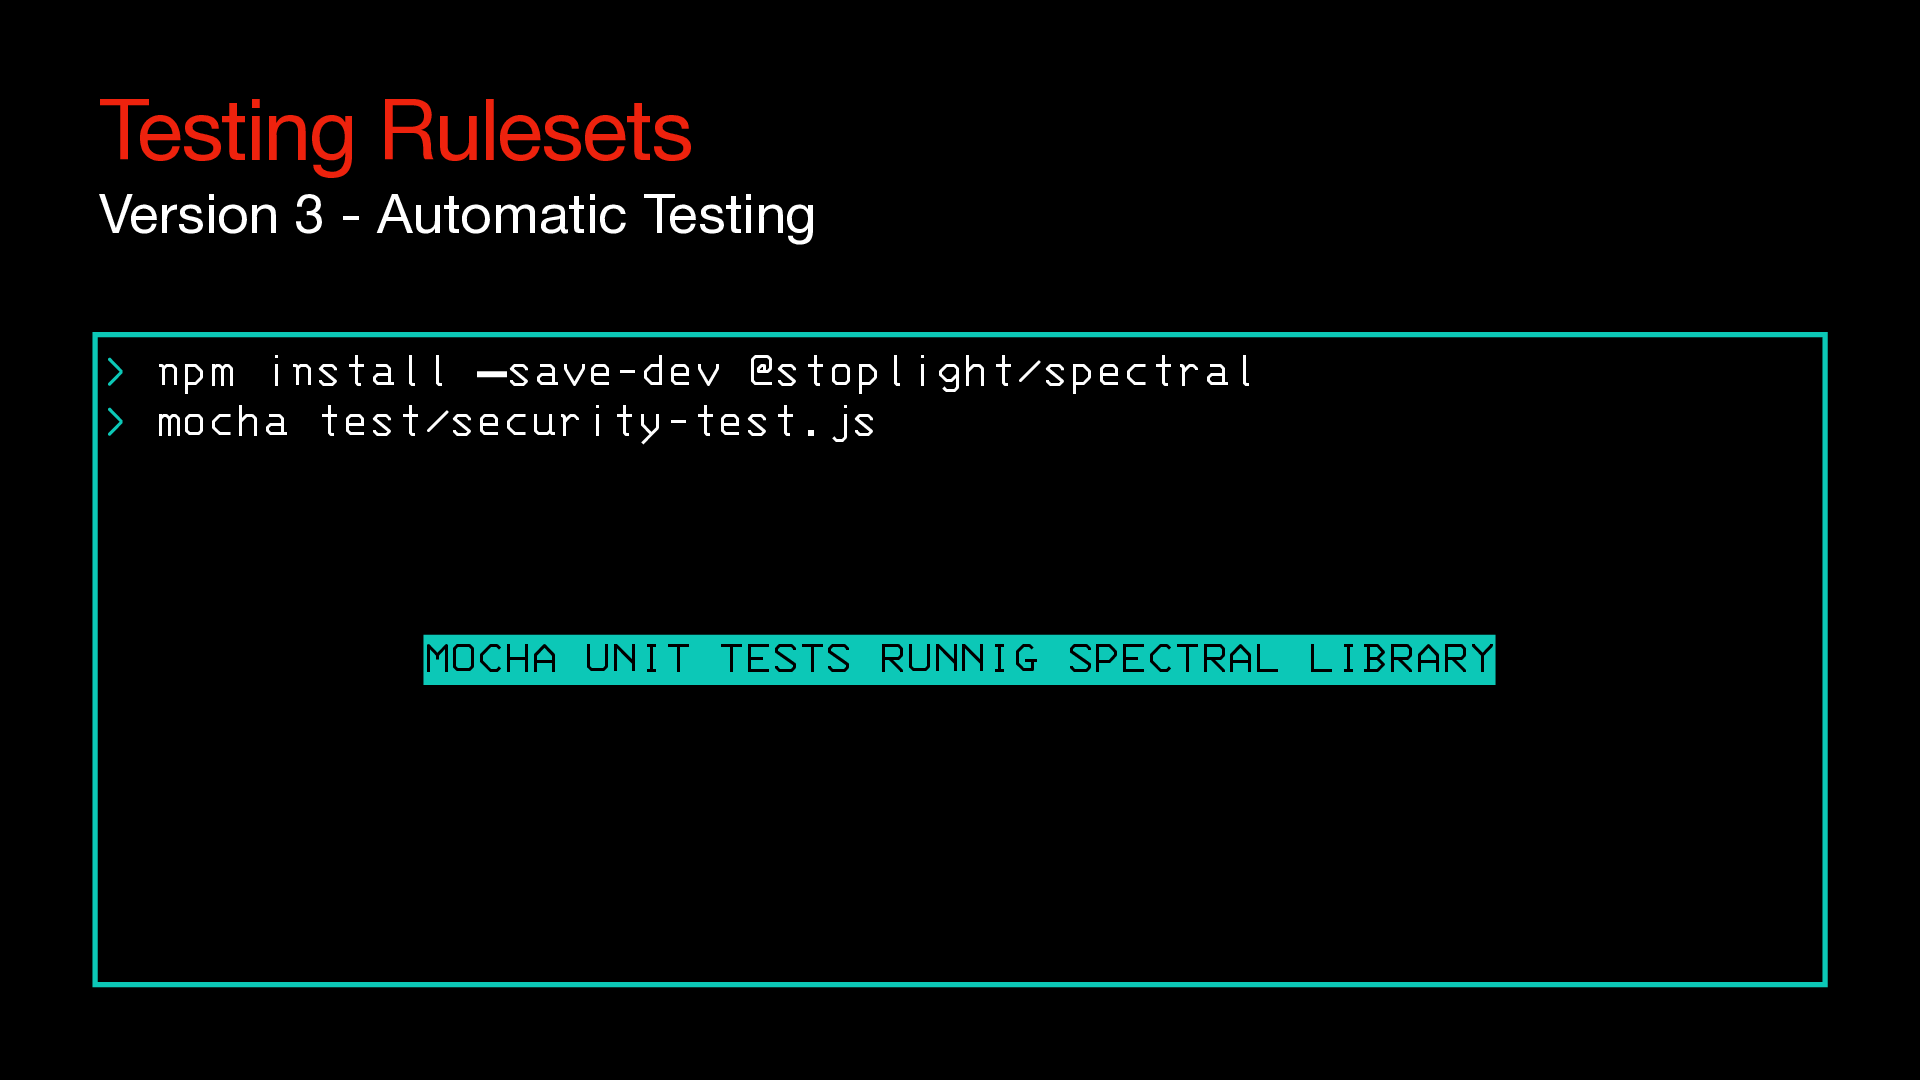 Testing Rulesets
Version 3 - Automatic Testing
> npm install —save-dev @stoplight/spectral
> mocha test/security-test.js
MOCHA UNIT TESTS RUNNIG SPECTRAL LIBRARY